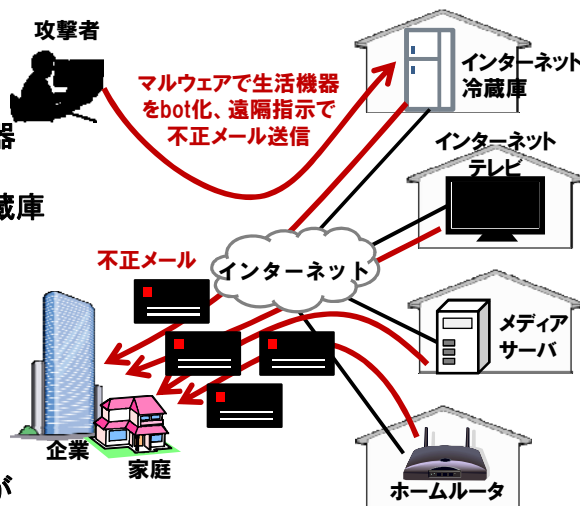 攻撃者
マルウェアで生活機器
をbot化、遠隔指示で
不正メール送信
インターネット
冷蔵庫
器
インターネット
テレビ
蔵庫
不正メール
インターネット
メディア
サーバ
企業
家庭
ホームルータ
が